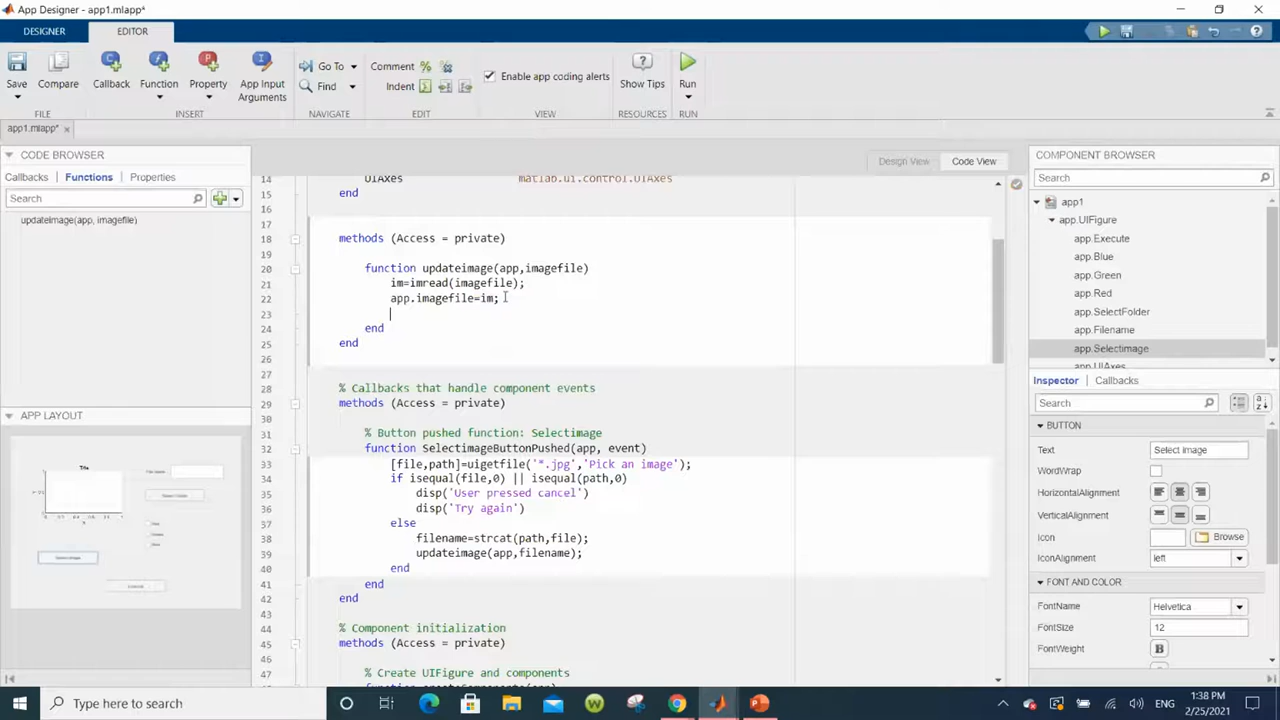 App Designer - app1.mlapp*
DESIGNER EDITOR
Save Compare Callback Function Property App Input Arguments Go To Find Comment Indent Enable app coding alerts Show Tips Run
FILE INSERT NAVIGATE EDIT VIEW RESOURCES RUN
app1.mlapp* ×
CODE BROWSER
Callbacks Functions Properties
Search
updateimage(app, imagefile)
APP LAYOUT
Design View Code View
14 UIAxes matlab.ui.control.UIAxes
15 end
16
17
18 methods (Access = private)
19
20 function updateimage(app,imagefile)
21 im=imread(imagefile);
22 app.imagefile=im;
23
24 end
25 end
26
27
28 % Callbacks that handle component events
29 methods (Access = private)
30
31 % Button pushed function: Selectimage
32 function SelectimageButtonPushed(app, event)
33 [file,path]=uigetfile('*.jpg','Pick an image');
34 if isequal(file,0) || isequal(path,0)
35 disp('User pressed cancel')
36 disp('Try again')
37 else
38 filename=strcat(path,file);
39 updateimage(app,filename);
40 end
41 end
42 end
43
44 % Component initialization
45 methods (Access = private)
46
47 % Create UIFigure and components
COMPONENT BROWSER
Search
app1
app.UIFigure
app.Execute
app.Blue
app.Green
app.Red
app.SelectFolder
app.Filename
app.Selectimage
app.UIAxes
Inspector Callbacks
Search
BUTTON
Text Select image
WordWrap
HorizontalAlignment
VerticalAlignment
Icon Browse
IconAlignment left
FONT AND COLOR
FontName Helvetica
FontSize 12
FontWeight B
Type here to search
ENG
1:38 PM
2/25/2021